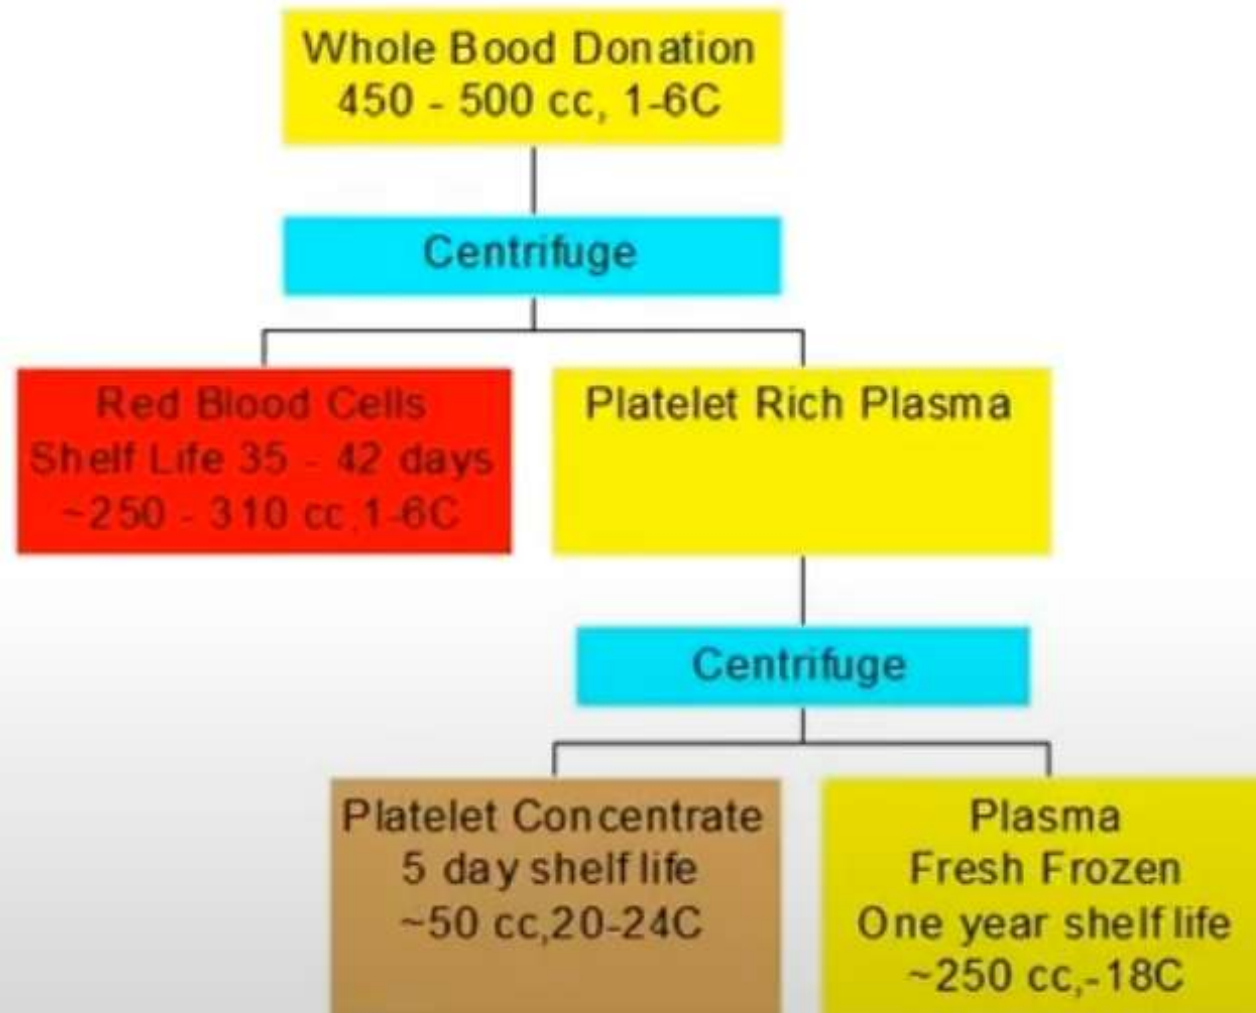 Whole Bood Donation
450 - 500 cc, 1-6C
Centrifuge
Red Blood Cells
Shelf Life 35 - 42 days
~250 - 310 cc,1-6C
Platelet Rich Plasma
Centrifuge
Platelet Concentrate
5 day shelf life
~50 cc,20-24C
Plasma
Fresh Frozen
One year shelf life
~250 cc,-18C